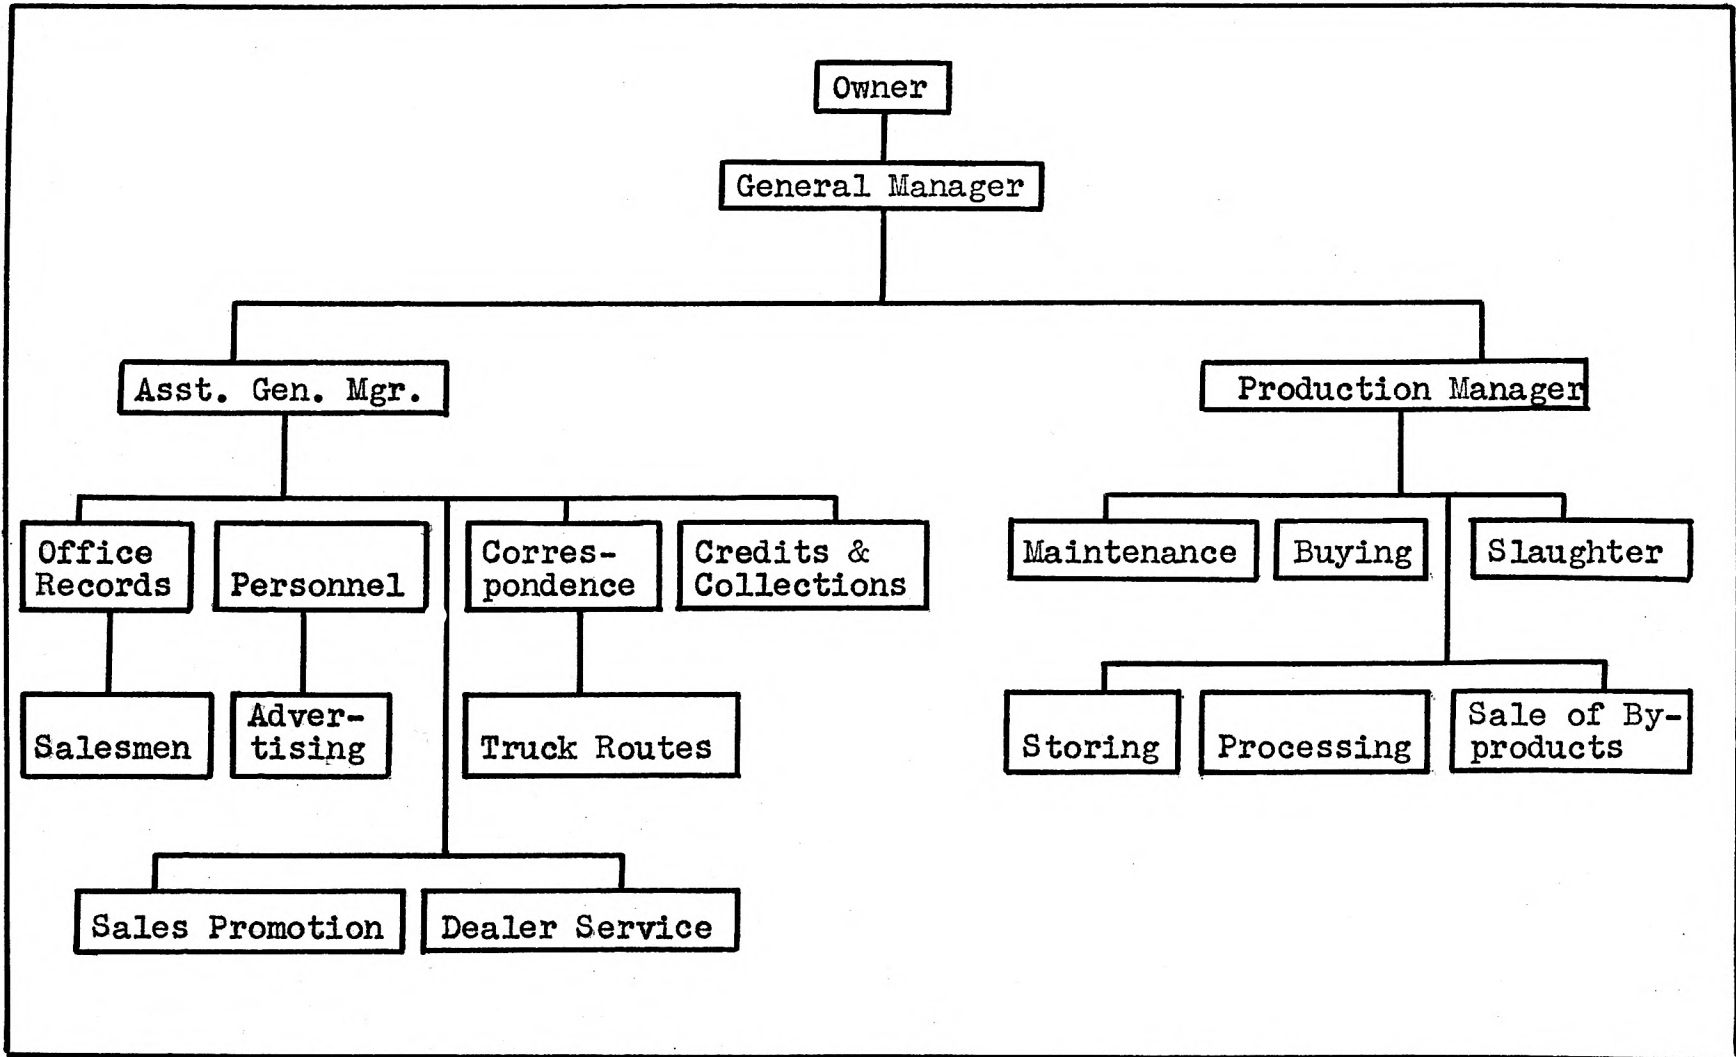 Owner
General Manager
Asst. Gen. Mgr.
Production Manager
Office
Records
Personnel
Corres-
pondence
Credits &
Collections
Maintenance
Buying
Slaughter
Salesmen
Adver-
tising
Truck Routes
Storing
Processing
Sale of By-
products
Sales Promotion
Dealer Service